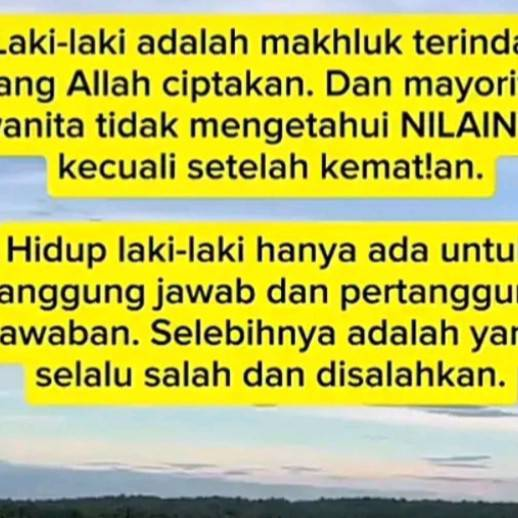 Laki-laki adalah makhluk terinda
ang Allah ciptakan. Dan mayori
anita tidak mengetahui NILAIN
kecuali setelah kemat!an.
Hidup laki-laki hanya ada untu
anggung jawab dan pertanggu
awaban. Selebihnya adalah ya
selalu salah dan disalahkan.